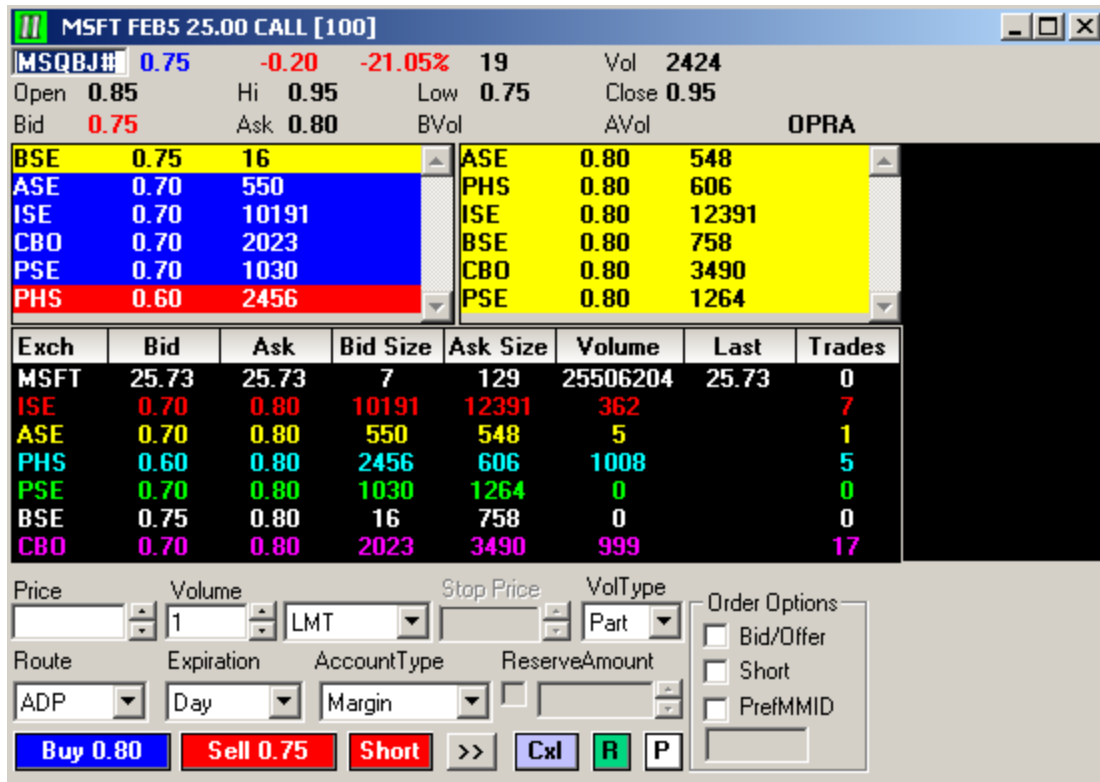 MSFT FEB5 25.00 CALL [100]
MSQBJ# 0.75 -0.20 -21.05% 19 Vol 2424
Open 0.85 Hi 0.95 Low 0.75 Close 0.95
Bid 0.75 Ask 0.80 BVol AVol OPRA
BSE 0.75 16 ASE 0.80 548
ASE 0.70 550 PHS 0.80 606
ISE 0.70 10191 ISE 0.80 12391
CBO 0.70 2023 BSE 0.80 758
PSE 0.70 1030 CBO 0.80 3490
PHS 0.60 2456 PSE 0.80 1264
Exch Bid Ask Bid Size Ask Size Volume Last Trades
MSFT 25.73 25.73 7 129 25506204 25.73 0
ISE 0.70 0.80 10191 12391 362 7
ASE 0.70 0.80 550 548 5 1
PHS 0.60 0.80 2456 606 1008 5
PSE 0.70 0.80 1030 1264 0 0
BSE 0.75 0.80 16 758 0 0
CBO 0.70 0.80 2023 3490 999 17
Price Volume Stop Price VolType Order Options
1 LMT Part Bid/Offer
Route Expiration AccountType ReserveAmount Short
ADP Day Margin PrefMMID
Buy 0.80 Sell 0.75 Short >> Cxl R P